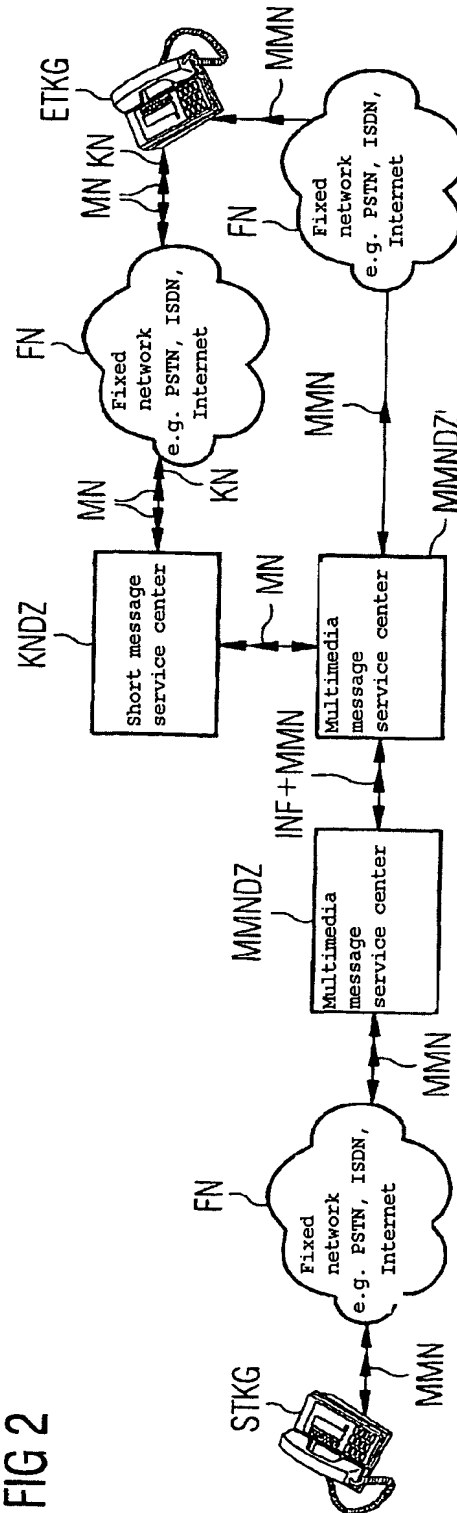 FIG 2
STKG
MMN
FN
Fixed
network
e.g. PSTN, ISDN,
Internet
MMN
MMNDZ
Multimedia
message
service center
INF+MMN
KNDZ
Short message
service center
MN
Multimedia
message
service center
MMNDZ'
MN
KN
FN
Fixed
network
e.g. PSTN, ISDN,
Internet
MN
KN
ETKG
MMN
FN
Fixed
network
e.g. PSTN, ISDN,
Internet
MMN